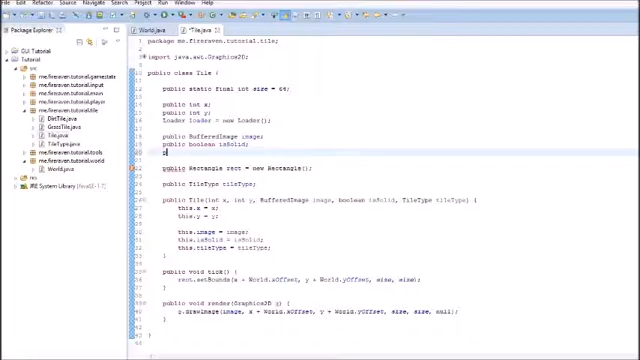 File Edit Refactor Source Navigate Search Project Run Window Help
Package Explorer
World.java
*Tile.java
GUI Tutorial
Tutorial
src
me.fireraven.tutorial.gamestate
me.fireraven.tutorial.input
me.fireraven.tutorial.main
me.fireraven.tutorial.player
me.fireraven.tutorial.tile
DirtTile.java
GrassTile.java
Tile.java
TileType.java
me.fireraven.tutorial.world
World.java
res
JRE System Library
package me.fireraven.tutorial.tile;
import java.awt.Graphics2D;
public class Tile {
public static final int size = 64;
public int x;
public int y;
Loader loader = new Loader();
public BufferedImage image;
public boolean isSolid;
p
public Rectangle rect = new Rectangle();
public TileType tileType;
public Tile(int x, int y, BufferedImage image, boolean isSolid, TileType tileType) {
this.x = x;
this.y = y;
this.image = image;
this.isSolid = isSolid;
this.tileType = tileType;
}
public void tick() {
rect.setBounds(x + World.xOffset, y + World.yOffset, size, size);
}
public void render(Graphics2D g) {
g.drawImage(image, x + World.xOffset, y + World.yOffset, size, size, null);
}
}